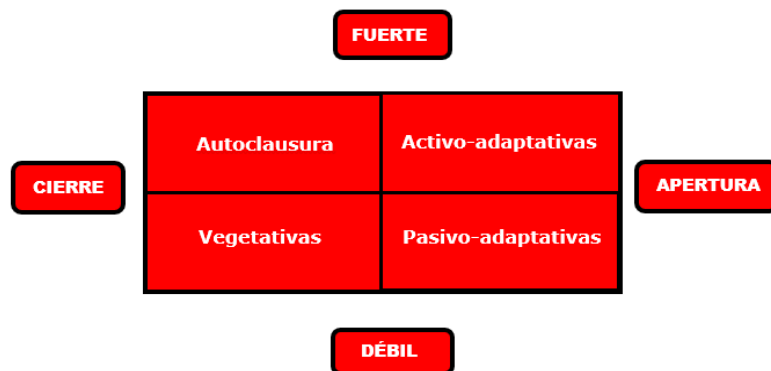 FUERTE
Autoclausura
Activo-adaptativas
CIERRE
APERTURA
Vegetativas
Pasivo-adaptativas
DÉBIL